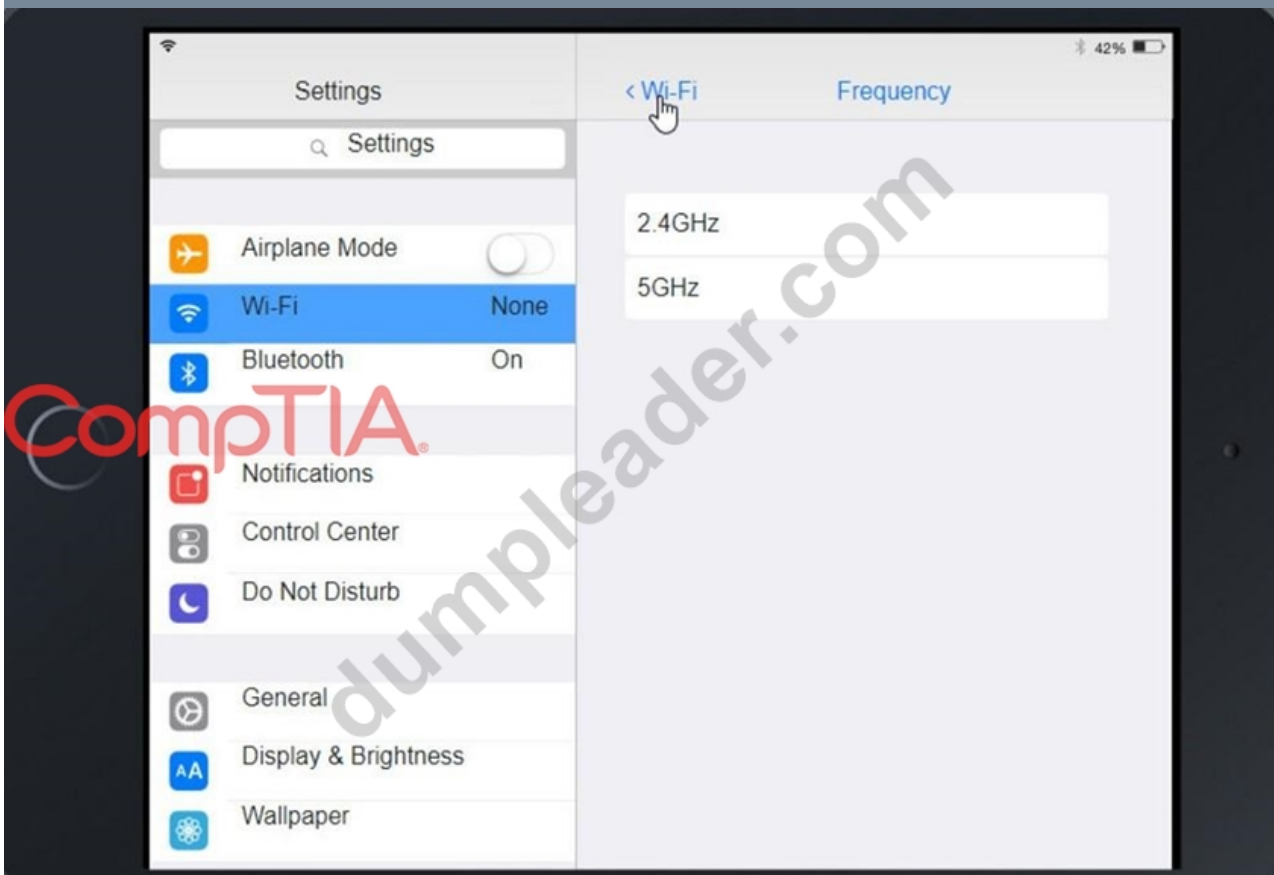 42%
Settings
< Wi-Fi
Frequency
Settings
Airplane Mode
Wi-Fi None
Bluetooth On
Notifications
Control Center
Do Not Disturb
General
Display & Brightness
Wallpaper
2.4GHz
5GHz
CompTIA®
dumpleader.com
AA